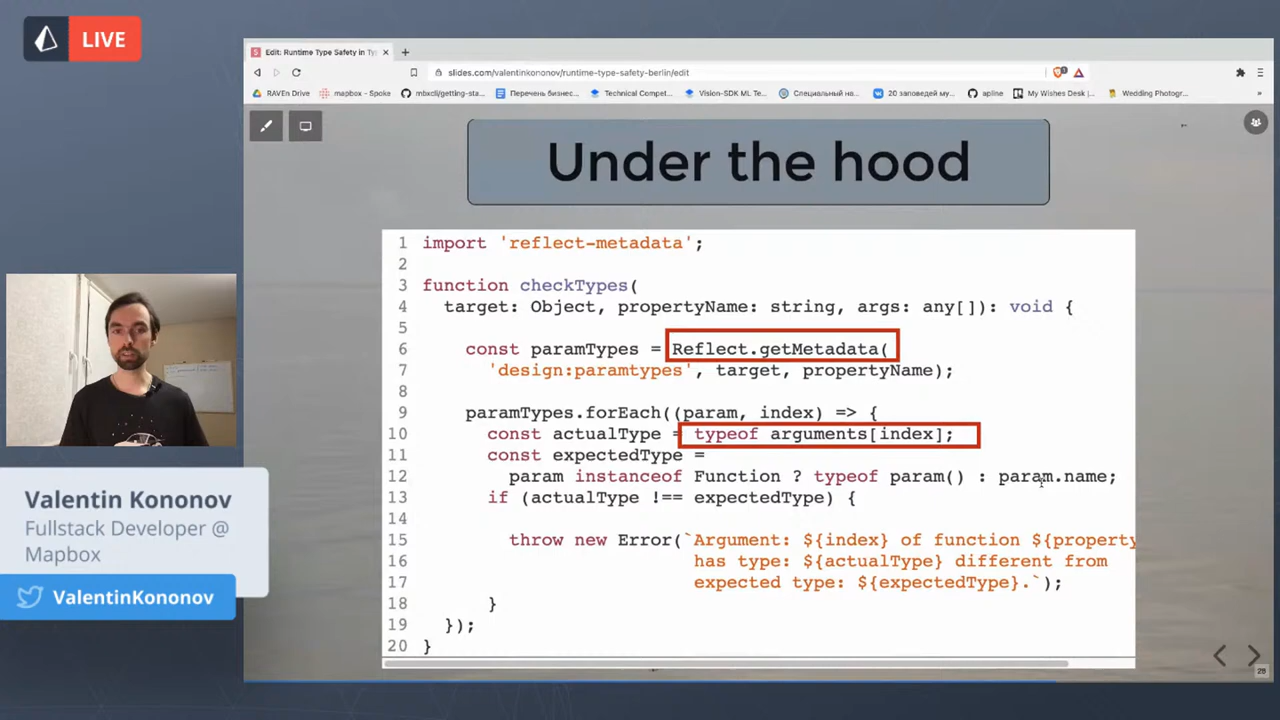 LIVE
Edit: Runtime Type Safety in Ty
slides.com/valentinkononov/runtime-type-safety-berlin/edit
RAVEn Drive
mapbox - Spoke
mbxcli/getting-sta...
Перечень бизнес...
Technical Compet...
Vision-SDK ML Te...
Специальный на...
20 заповедей му...
apline
My Wishes Desk |...
Wedding Photogr...
Under the hood
1 import 'reflect-metadata';
2
3 function checkTypes(
4 target: Object, propertyName: string, args: any[]): void {
5
6 const paramTypes = Reflect.getMetadata(
7 'design:paramtypes', target, propertyName);
8
9 paramTypes.forEach((param, index) => {
10 const actualType = typeof arguments[index];
11 const expectedType =
12 param instanceof Function ? typeof param() : param.name;
13 if (actualType !== expectedType) {
14
15 throw new Error(`Argument: ${index} of function ${property
16 has type: ${actualType} different from
17 expected type: ${expectedType}.`);
18 }
19 });
20 }
28
Valentin Kononov
Fullstack Developer @
Mapbox
ValentinKononov